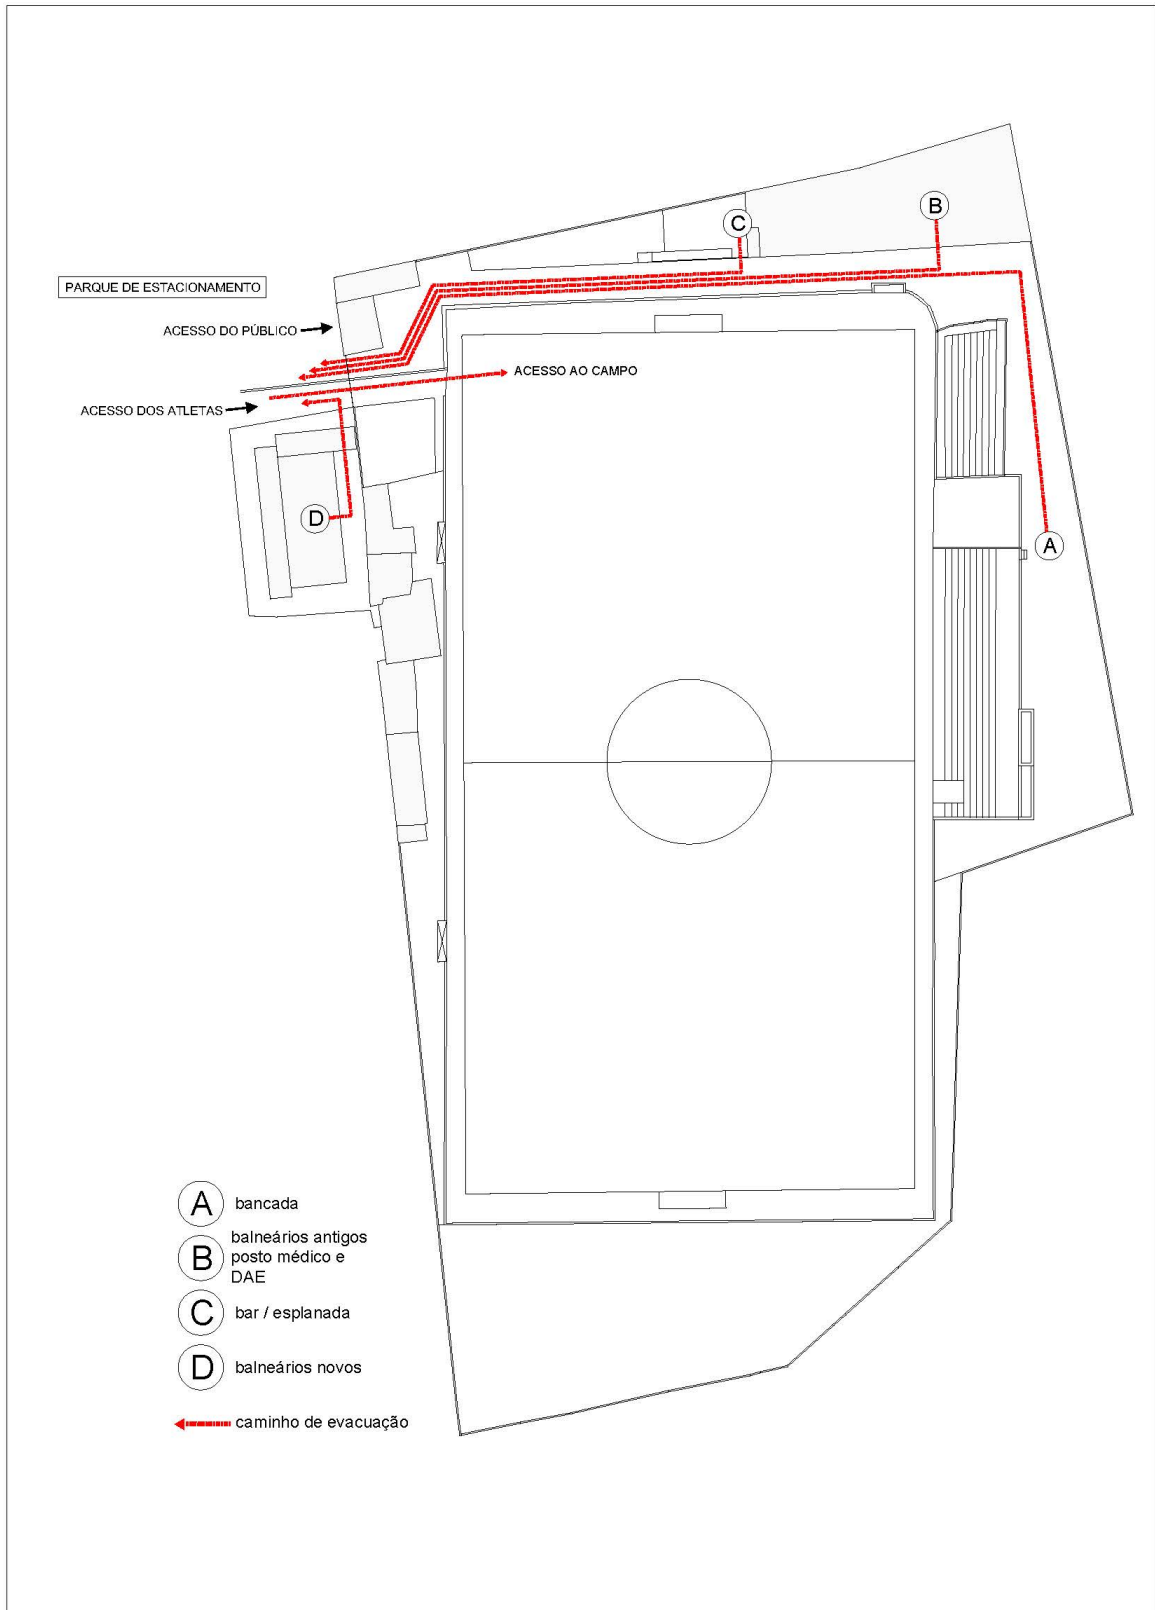 C
B
PARQUE DE ESTACIONAMENTO
ACESSO DO PÚBLICO
ACESSO AO CAMPO
ACESSO DOS ATLETAS
D
A
A bancada
B balneários antigos
posto médico e
DAE
C bar / esplanada
D balneários novos
caminho de evacuação